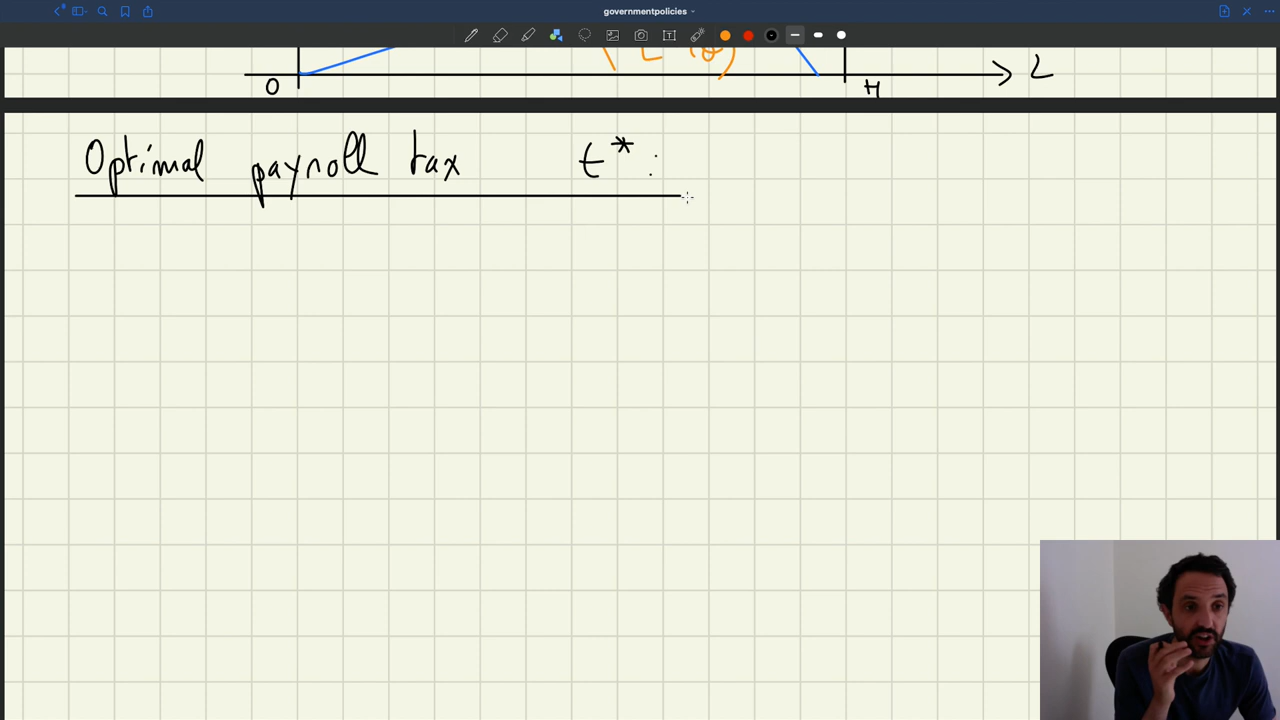 governmentpolicies
L^s(θ)
0
H
L
Optimal payroll tax t*: